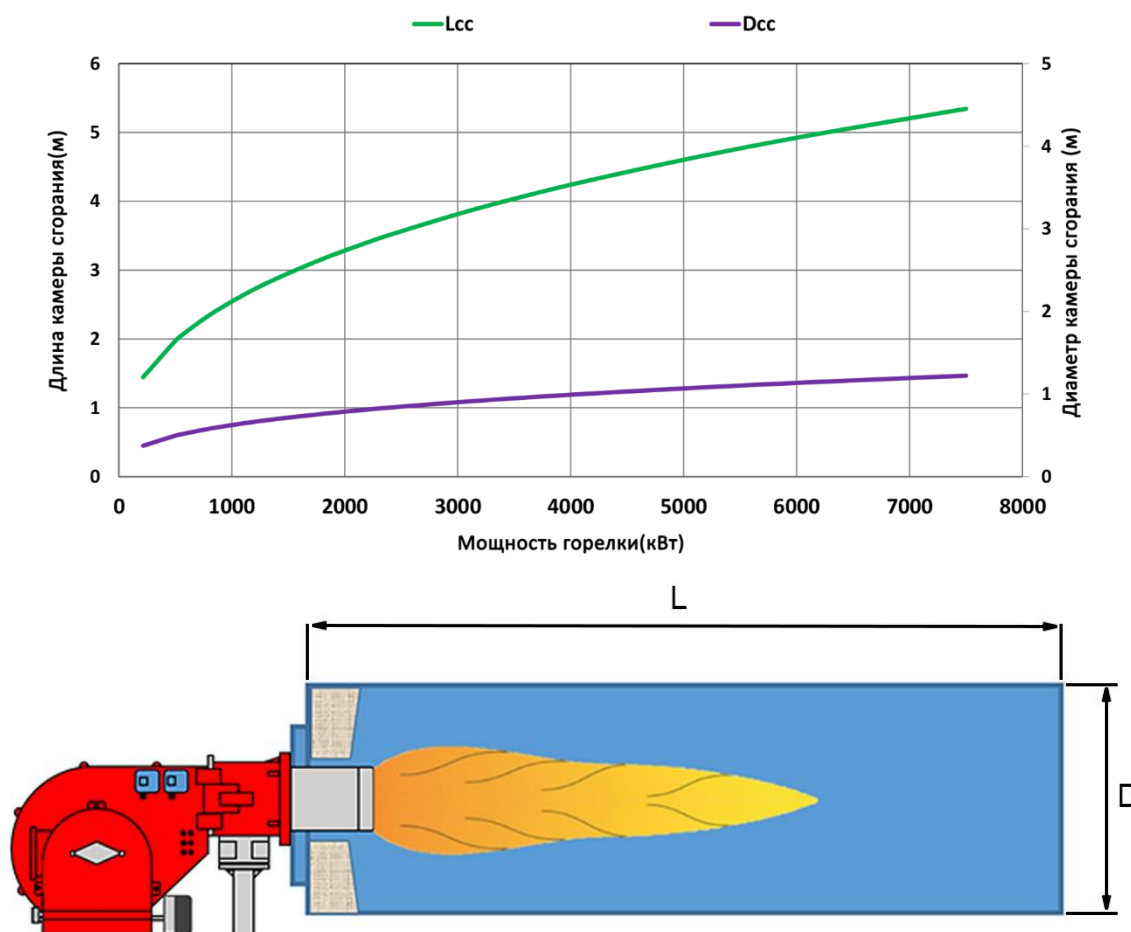 Lcc Dcc
Длина камеры сгорания(м)
6
5
4
3
2
1
0
5
4
3
2
1
0
Диаметр камеры сгорания (м)
0 1000 2000 3000 4000 5000 6000 7000 8000
Мощность горелки(кВт)
L
D